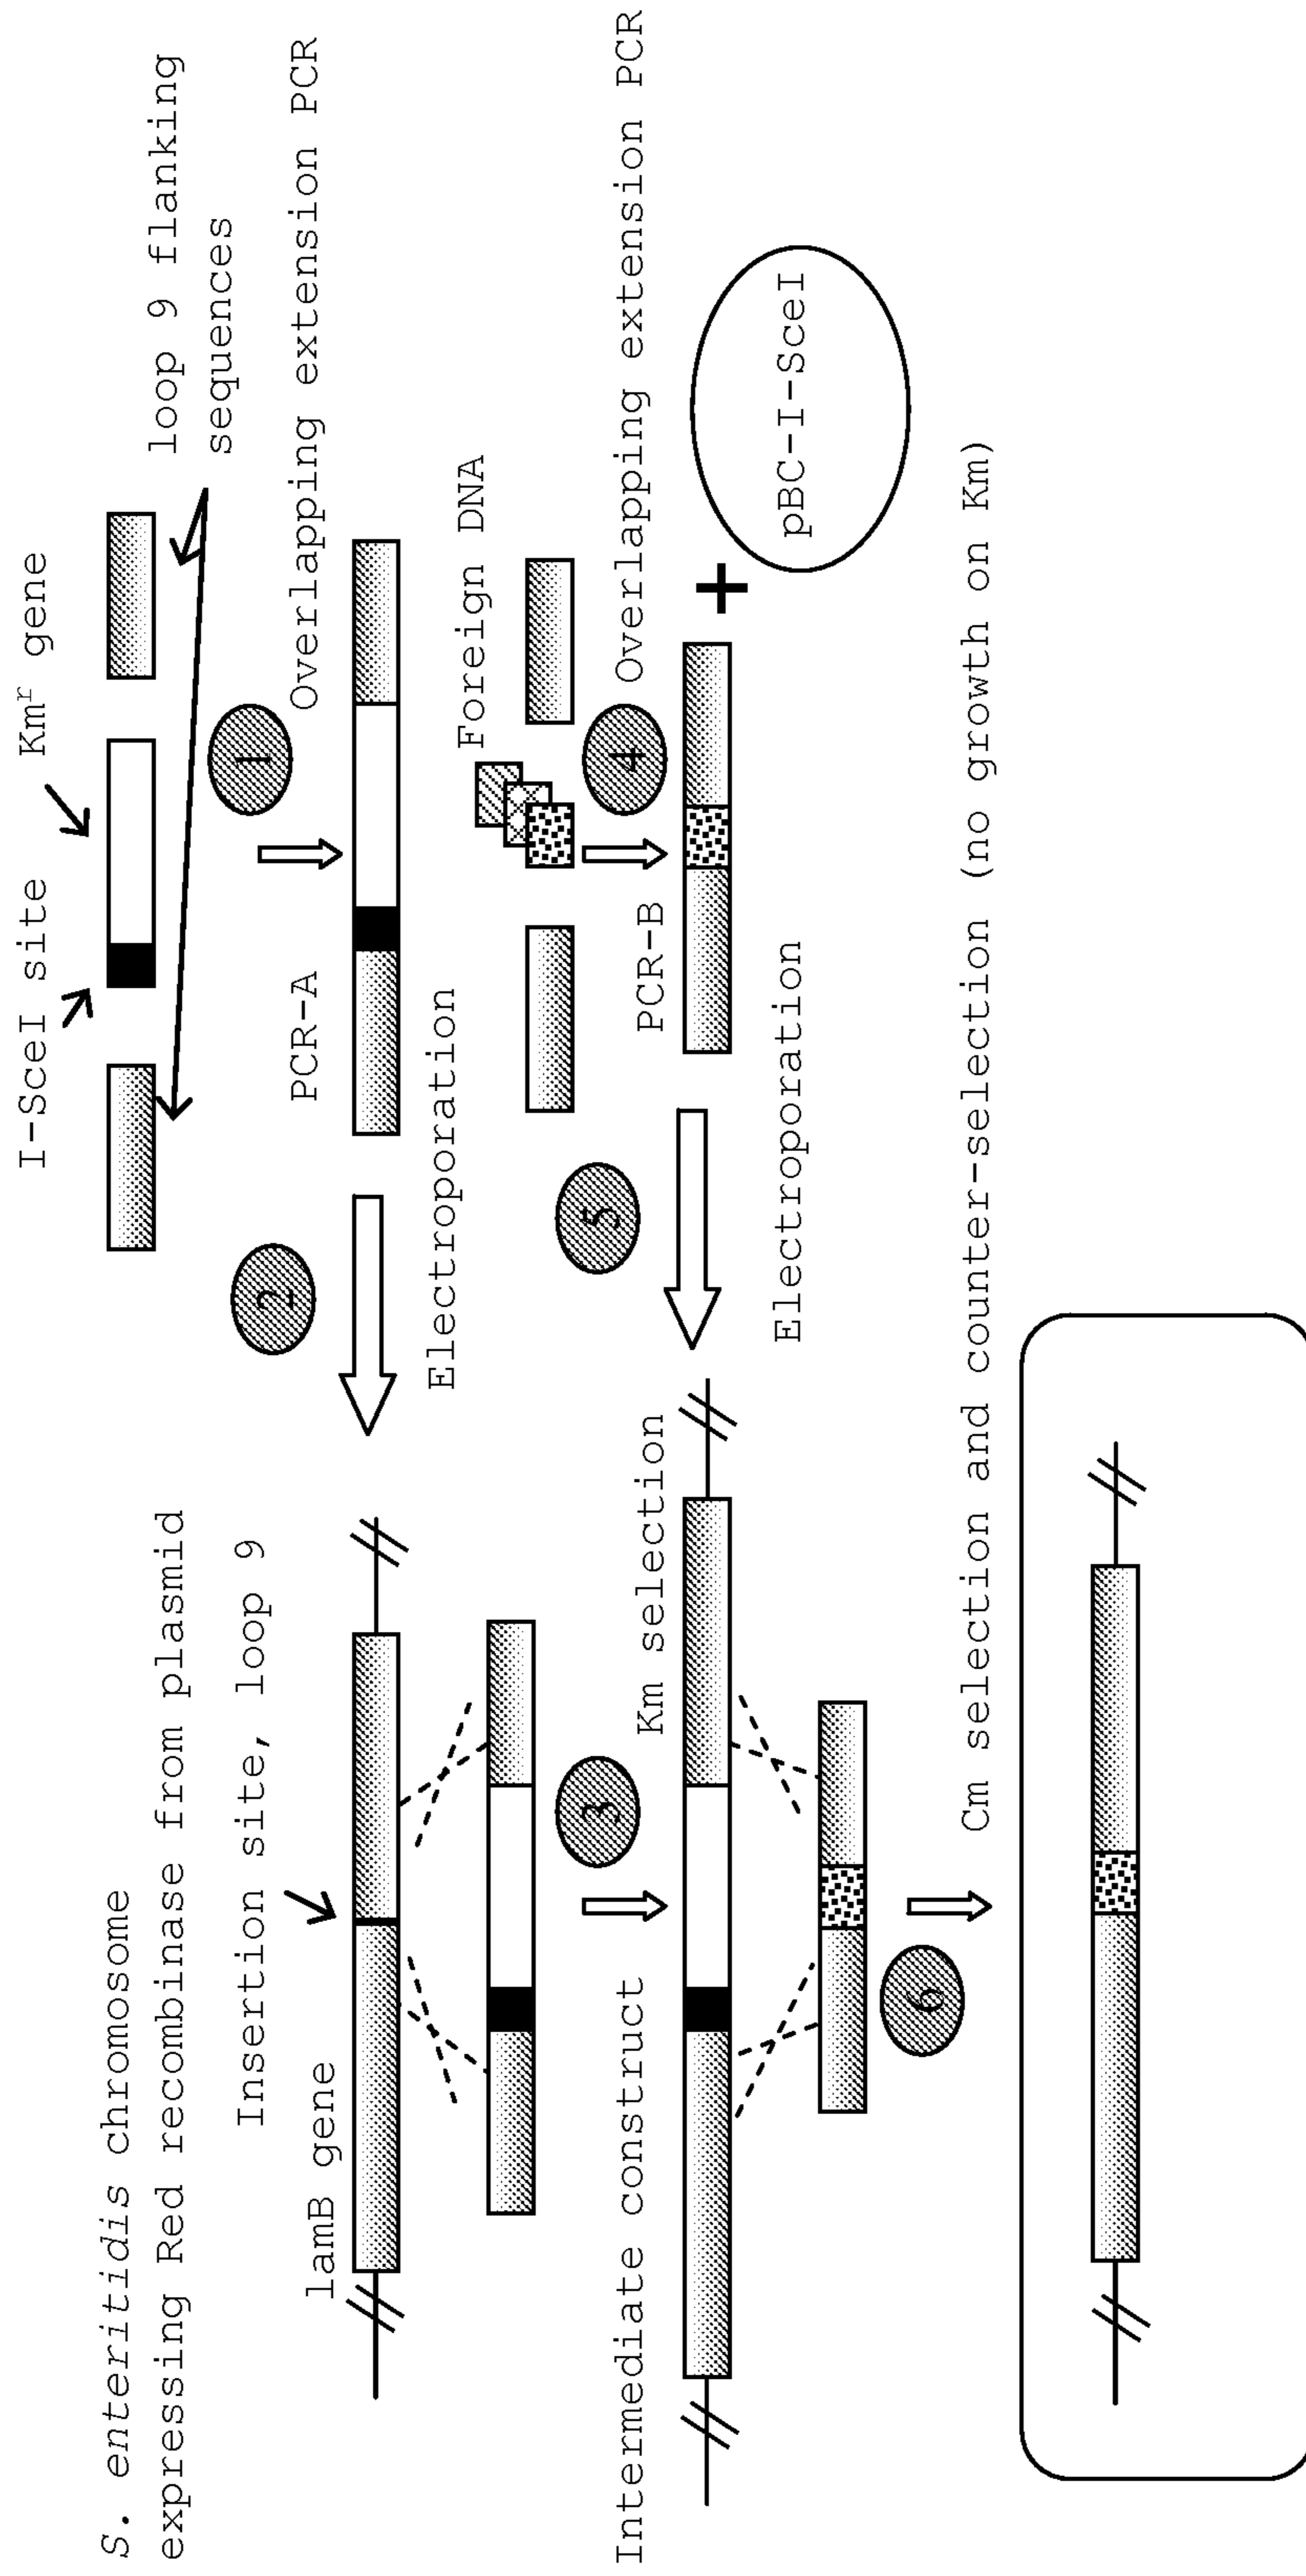 S. enteritidis chromosome
expressing Red recombinase from plasmid
Insertion site, loop 9
lamB gene
I-SceI site
Kmʳ gene
loop 9 flanking
sequences
1
Overlapping extension PCR
PCR-A
2
Electroporation
3
Km selection
Intermediate construct
Foreign DNA
4
Overlapping extension PCR
PCR-B
+
pBC-I-SceI
5
Electroporation
6
Cm selection and counter-selection (no growth on Km)